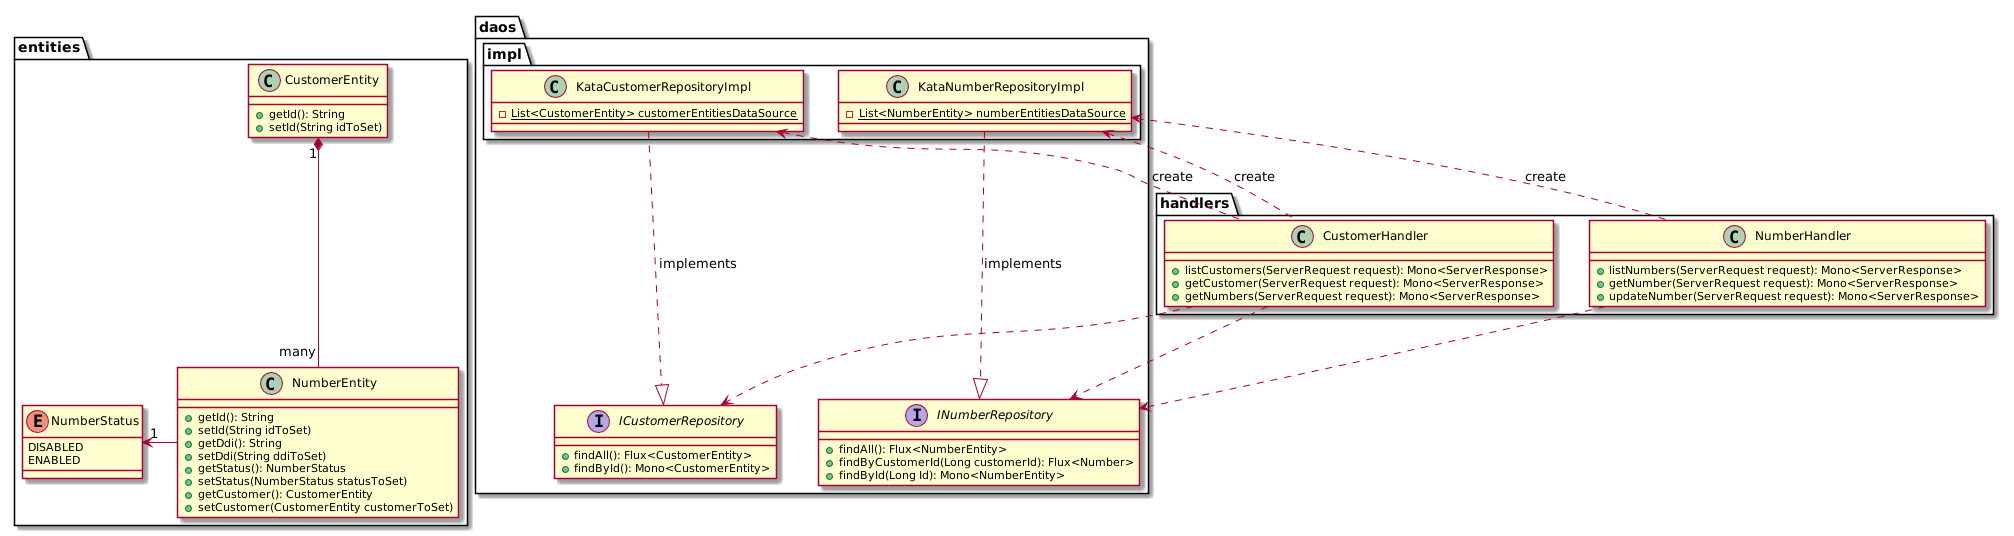 entities
C CustomerEntity
getId(): String
setId(String idToSet)
1
many
C NumberEntity
getId(): String
setId(String idToSet)
getDdi(): String
setDdi(String ddiToSet)
getStatus(): NumberStatus
setStatus(NumberStatus statusToSet)
getCustomer(): CustomerEntity
setCustomer(CustomerEntity customerToSet)
1
E NumberStatus
DISABLED
ENABLED
daos
impl
C KataCustomerRepositoryImpl
List<CustomerEntity> customerEntitiesDataSource
C KataNumberRepositoryImpl
List<NumberEntity> numberEntitiesDataSource
implements
implements
I ICustomerRepository
findAll(): Flux<CustomerEntity>
findById(): Mono<CustomerEntity>
I INumberRepository
findAll(): Flux<NumberEntity>
findByCustomerId(Long customerId): Flux<Number>
findById(Long Id): Mono<NumberEntity>
create
create
create
handlers
C CustomerHandler
listCustomers(ServerRequest request): Mono<ServerResponse>
getCustomer(ServerRequest request): Mono<ServerResponse>
getNumbers(ServerRequest request): Mono<ServerResponse>
C NumberHandler
listNumbers(ServerRequest request): Mono<ServerResponse>
getNumber(ServerRequest request): Mono<ServerResponse>
updateNumber(ServerRequest request): Mono<ServerResponse>